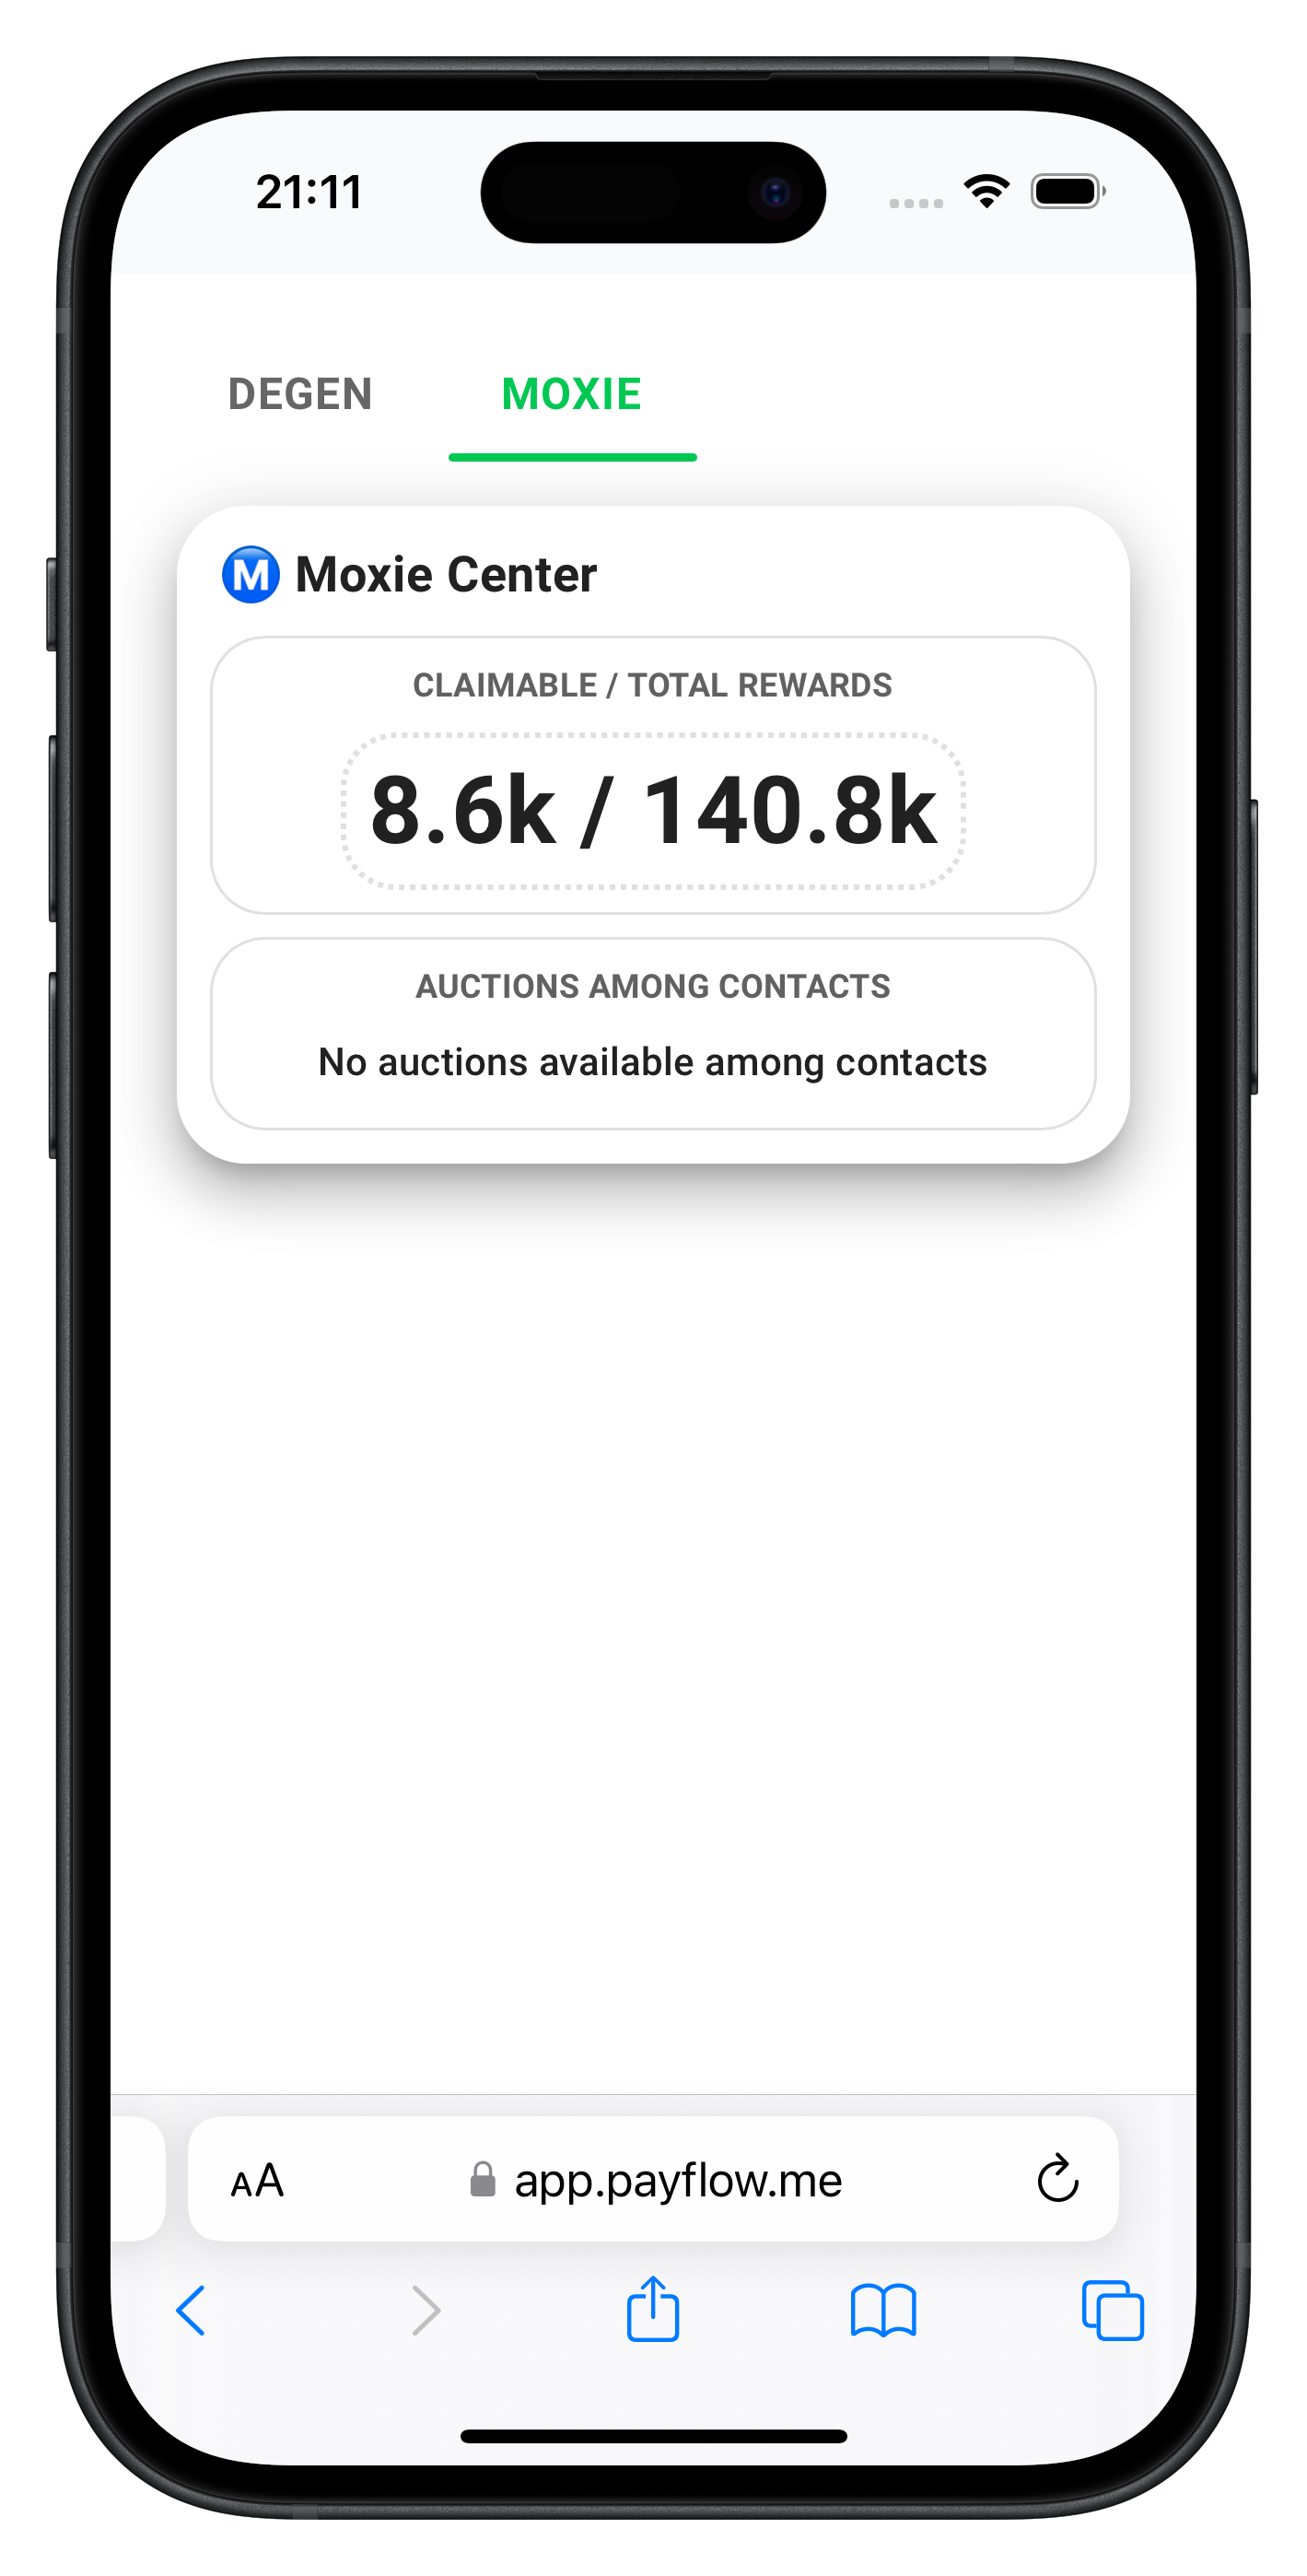 21:11
DEGEN
MOXIE
M Moxie Center
CLAIMABLE / TOTAL REWARDS
8.6k / 140.8k
AUCTIONS AMONG CONTACTS
No auctions available among contacts
AA
app.payflow.me